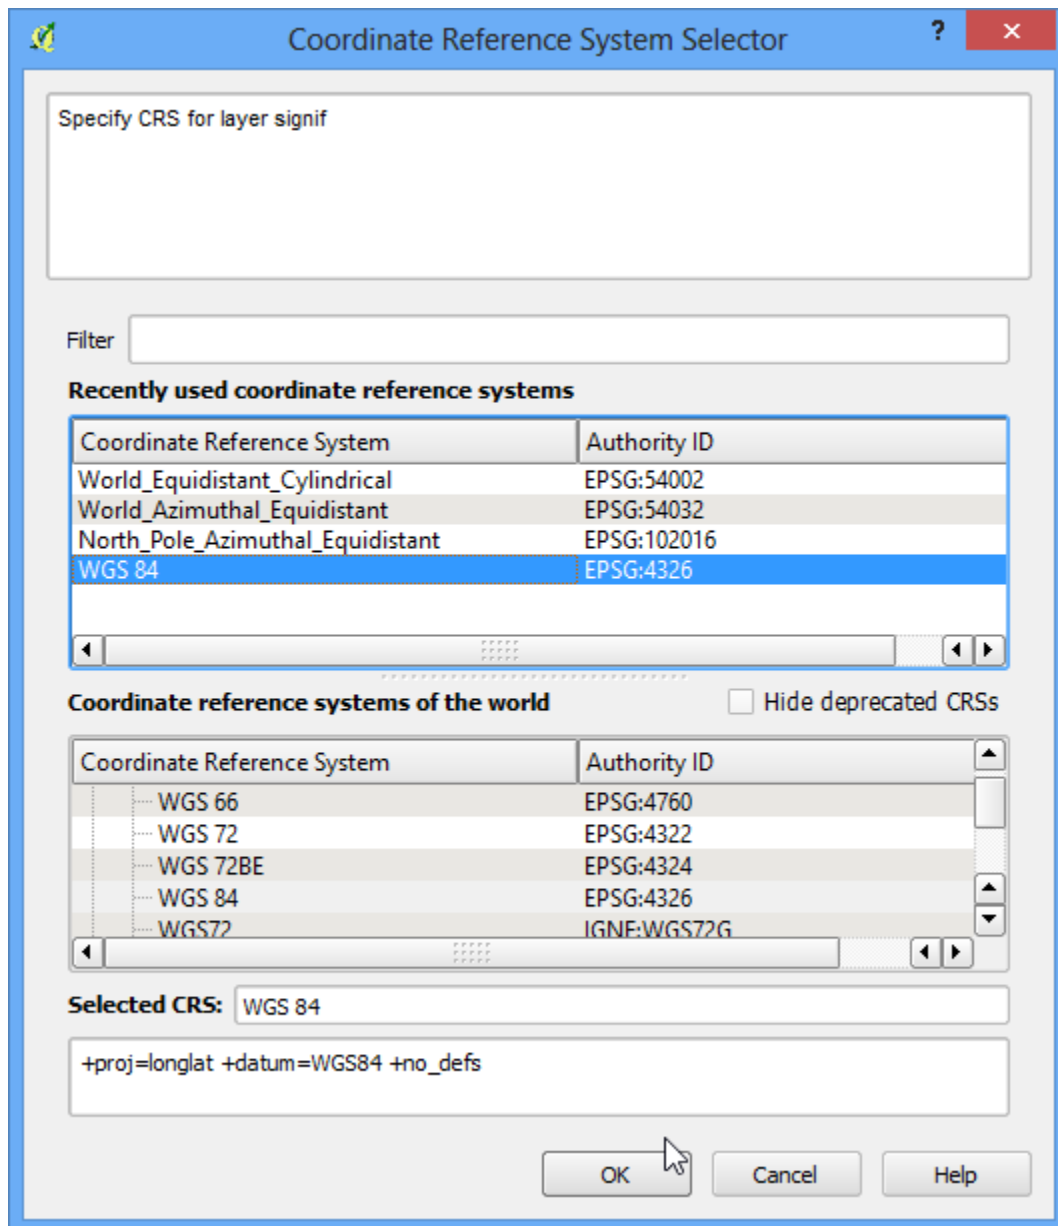 Coordinate Reference System Selector
?
Specify CRS for layer signif
Filter
Recently used coordinate reference systems
Coordinate Reference System Authority ID
World_Equidistant_Cylindrical EPSG:54002
World_Azimuthal_Equidistant EPSG:54032
North_Pole_Azimuthal_Equidistant EPSG:102016
WGS 84 EPSG:4326
Coordinate reference systems of the world Hide deprecated CRSs
Coordinate Reference System Authority ID
WGS 66 EPSG:4760
WGS 72 EPSG:4322
WGS 72BE EPSG:4324
WGS 84 EPSG:4326
WGS72 IGNF:WGS72G
Selected CRS: WGS 84
+proj=longlat +datum=WGS84 +no_defs
OK Cancel Help